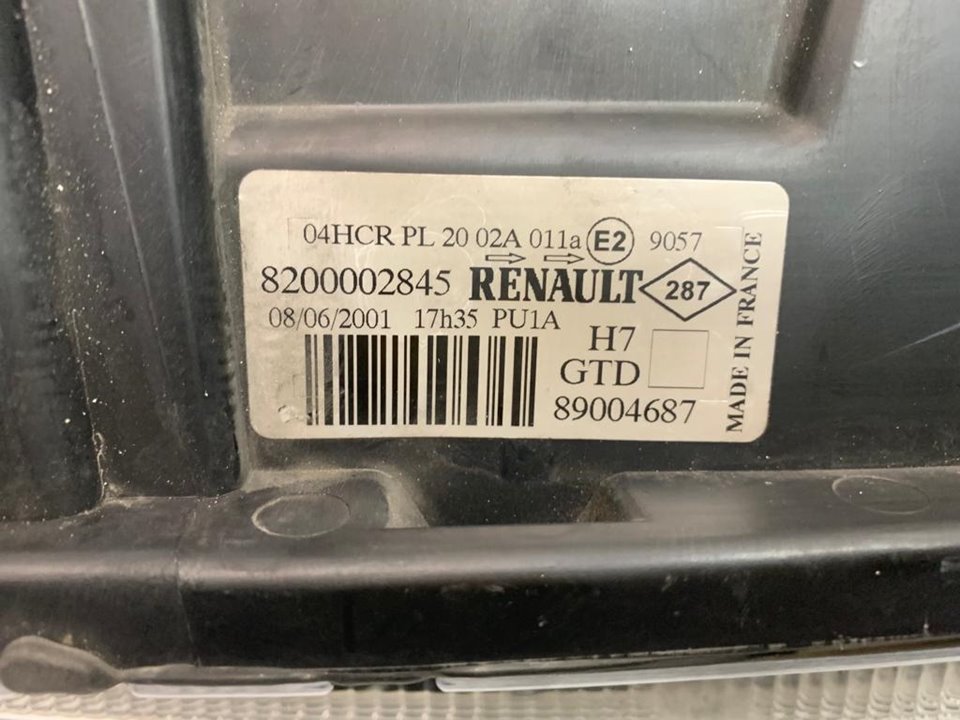 04HCR PL 20 02A 011a E2 9057
8200002845 RENAULT 287
08/06/2001 17h35 PU1A
H7
GTD
89004687
MADE IN FRANCE